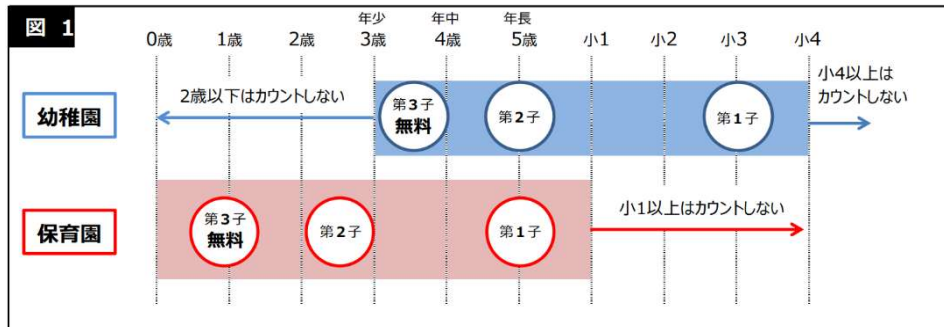 図 1
年少 年中 年長
0歳 1歳 2歳 3歳 4歳 5歳 小1 小2 小3 小4
幼稚園
2歳以下はカウントしない
第3子
無料
第2子
第1子
小4以上は
カウントしない
保育園
第3子
無料
第2子
第1子
小1以上はカウントしない